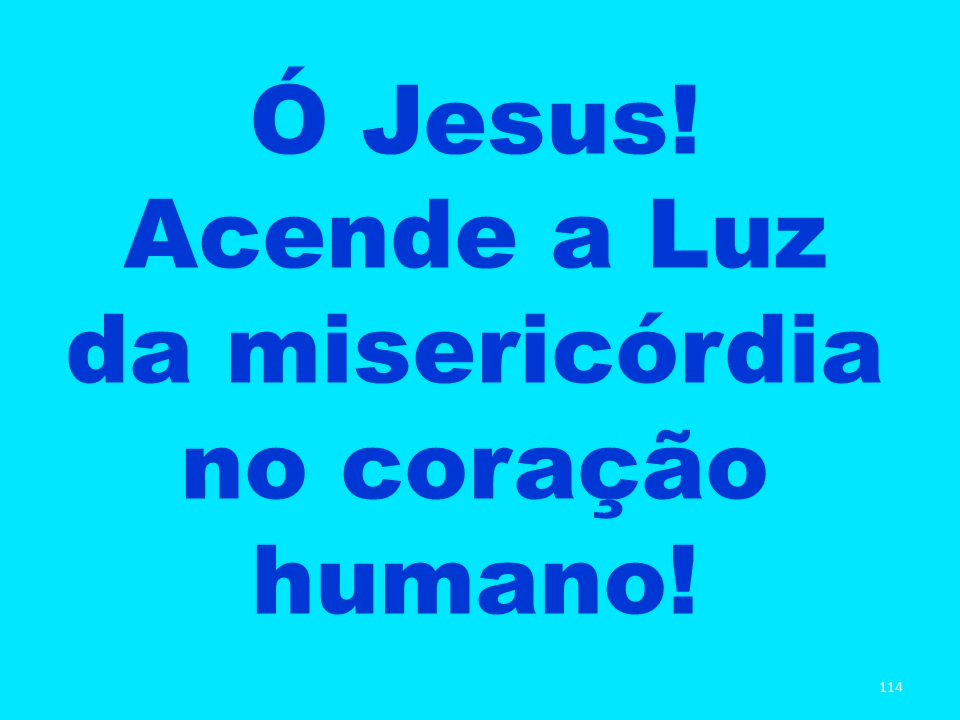 Ó Jesus!
Acende a Luz
da misericórdia
no coração
humano!
114